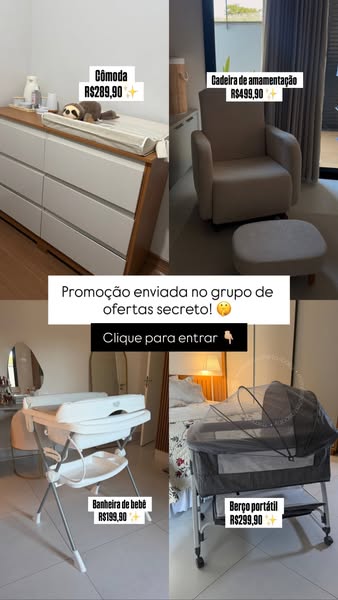 Cômoda
R$289,90 ✨
Cadeira de amamentação
R$499,90 ✨
Promoção enviada no grupo de
ofertas secreto! 🤫
Clique para entrar 👇🏻
Banheira de bebê
R$199,90 ✨
Berço portátil
R$299,90 ✨